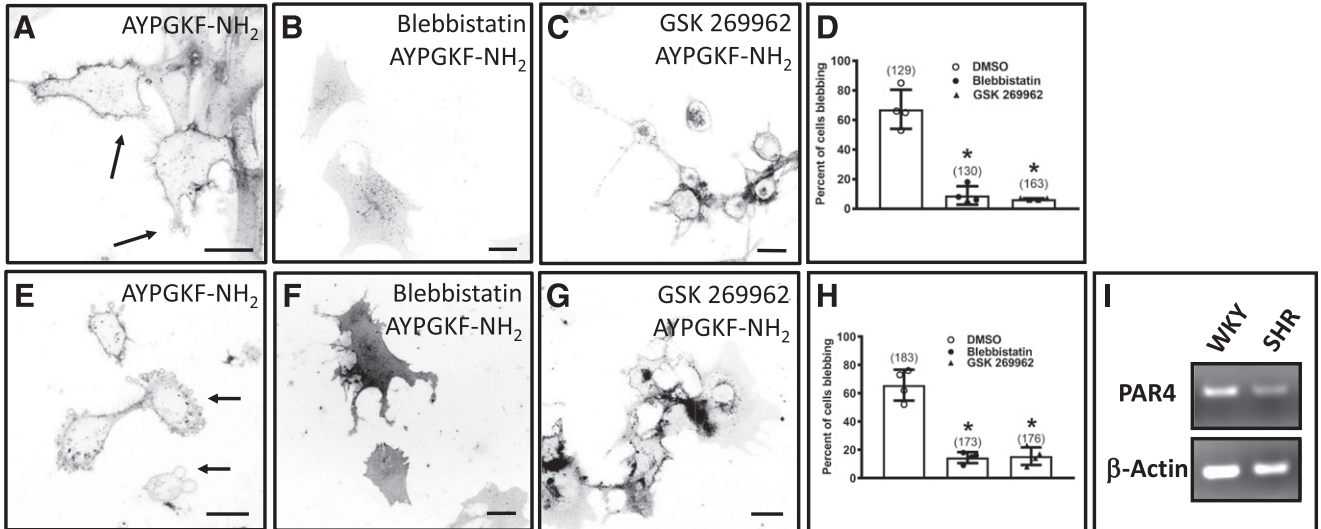 A
AYPGKF-NH₂
B
Blebbistatin
AYPGKF-NH₂
C
GSK 269962
AYPGKF-NH₂
D
Percent of cells blebbing
100
80
60
40
20
0
(129)
*
(130)
*
(163)
DMSO
Blebbistatin
GSK 269962
E
AYPGKF-NH₂
F
Blebbistatin
AYPGKF-NH₂
G
GSK 269962
AYPGKF-NH₂
H
Percent of cells blebbing
100
80
60
40
20
0
(183)
*
(173)
*
(176)
DMSO
Blebbistatin
GSK 269962
I
WKY SHR
PAR4
β-Actin